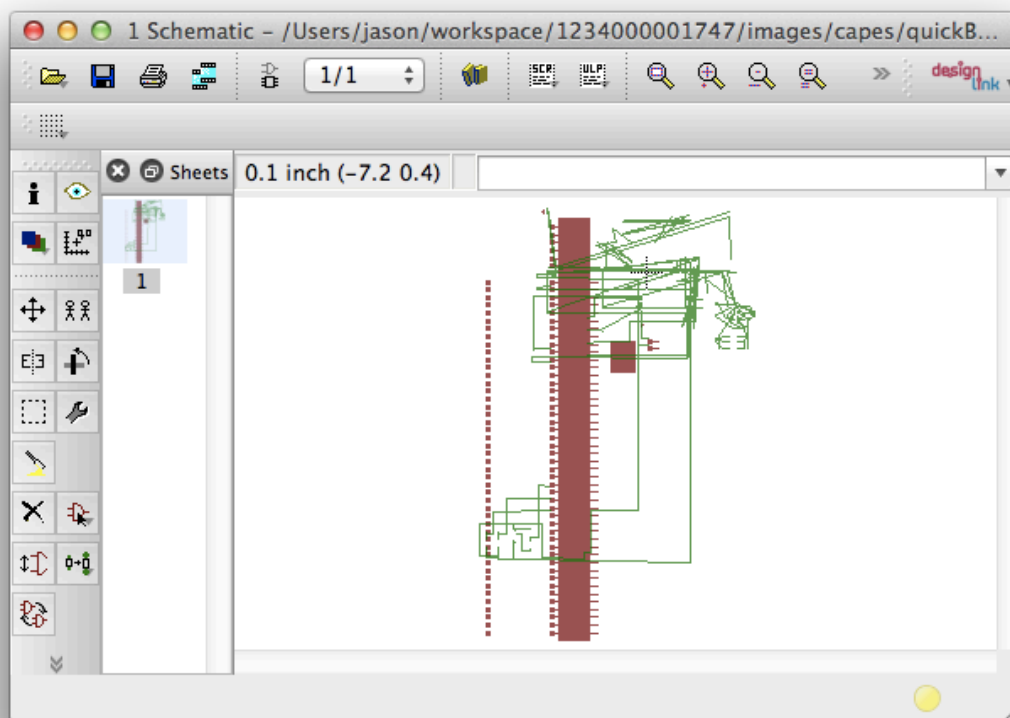 1 Schematic – /Users/jason/workspace/1234000001747/images/capes/quickB...
1/1
SCR
ULP
design
link
Sheets
0.1 inch (-7.2 0.4)
1